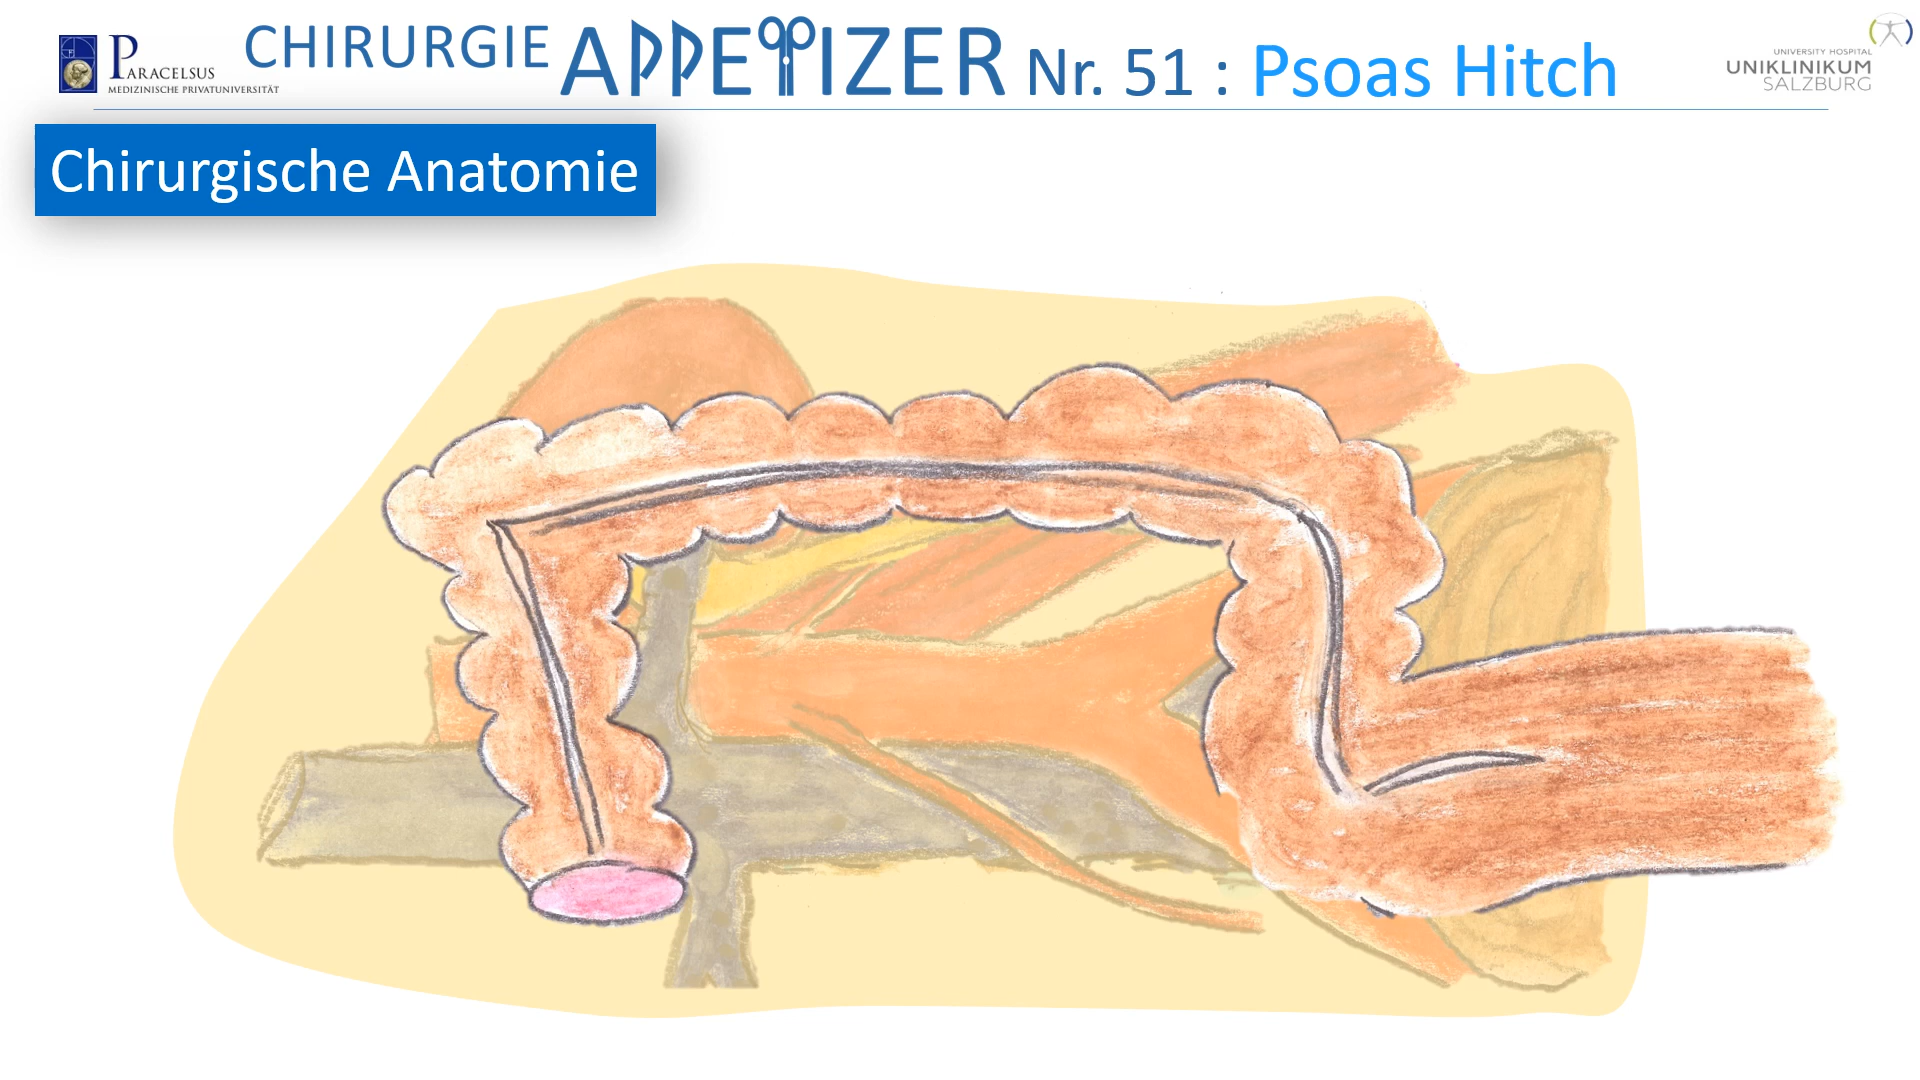 PARACELSUS
MEDIZINISCHE PRIVATUNIVERSITÄT
CHIRURGIE APPETIZER Nr. 51 : Psoas Hitch
UNIVERSITY HOSPITAL
UNIKLINIKUM
SALZBURG
Chirurgische Anatomie